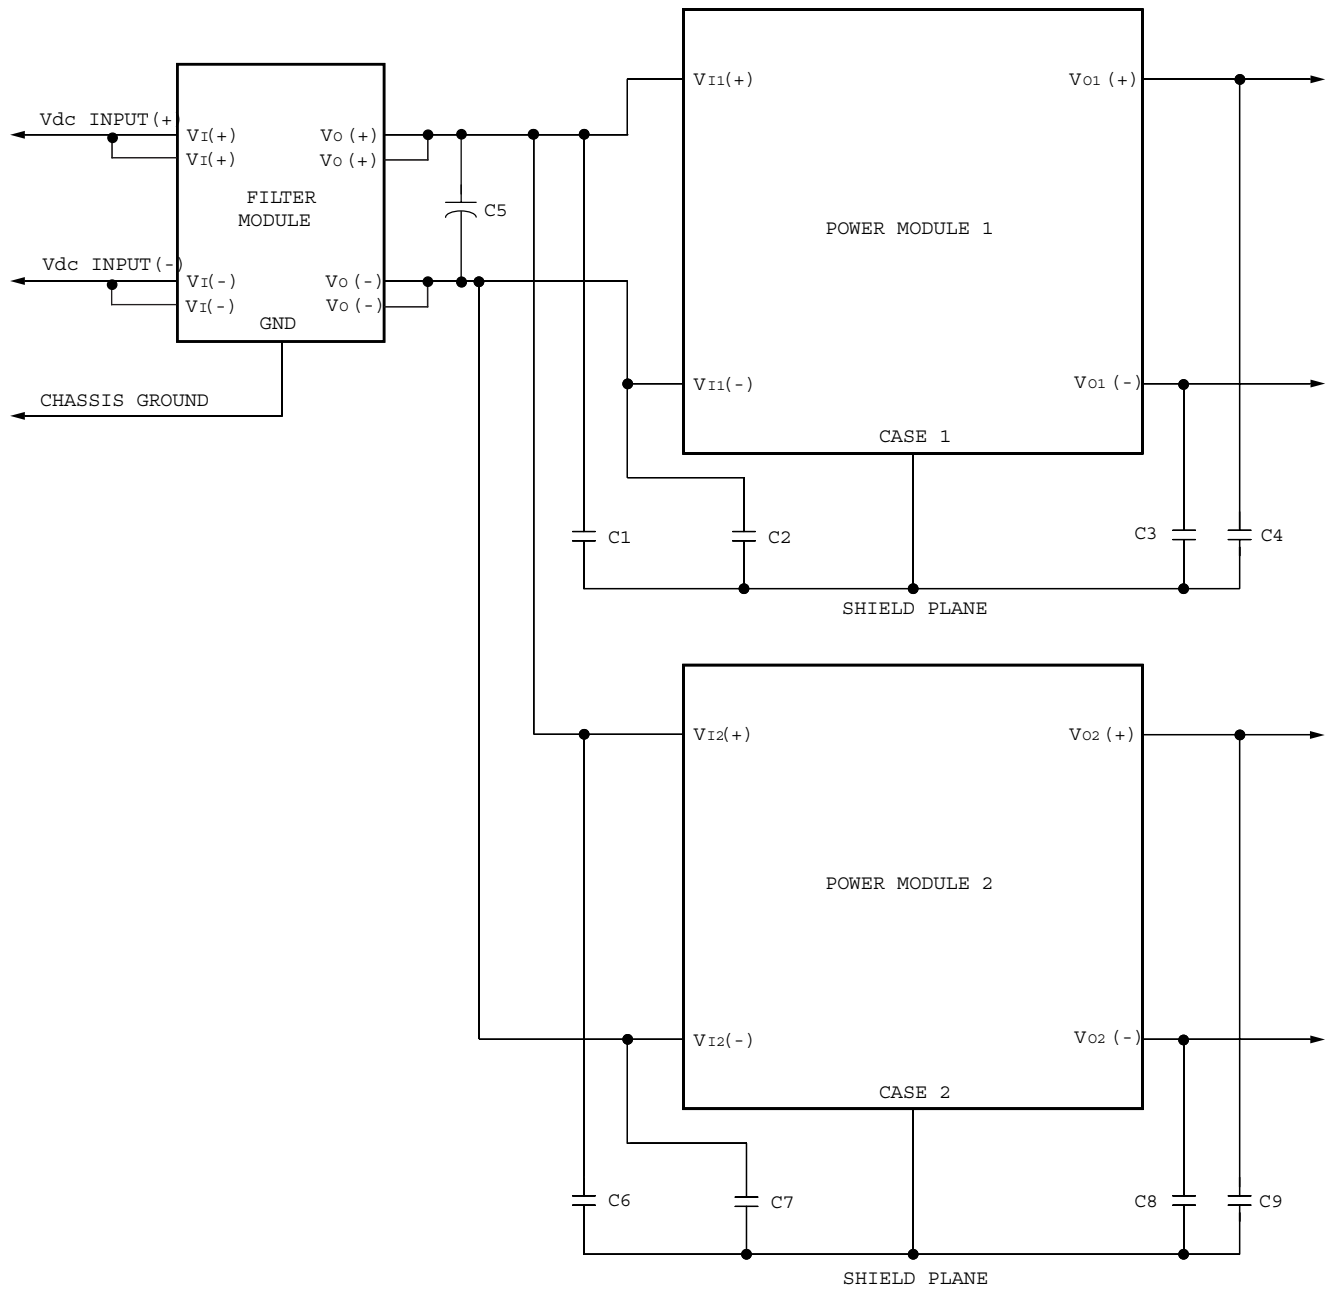 Vdc INPUT(+)
VI(+)
VI(+)
VO(+)
VO(+)
FILTER
MODULE
C5
Vdc INPUT(-)
VI(-)
VI(-)
VO(-)
VO(-)
GND
CHASSIS GROUND
VI1(+)
VO1(+)
POWER MODULE 1
VI1(-)
VO1(-)
CASE 1
C1
C2
C3
C4
SHIELD PLANE
VI2(+)
VO2(+)
POWER MODULE 2
VI2(-)
VO2(-)
CASE 2
C6
C7
C8
C9
SHIELD PLANE